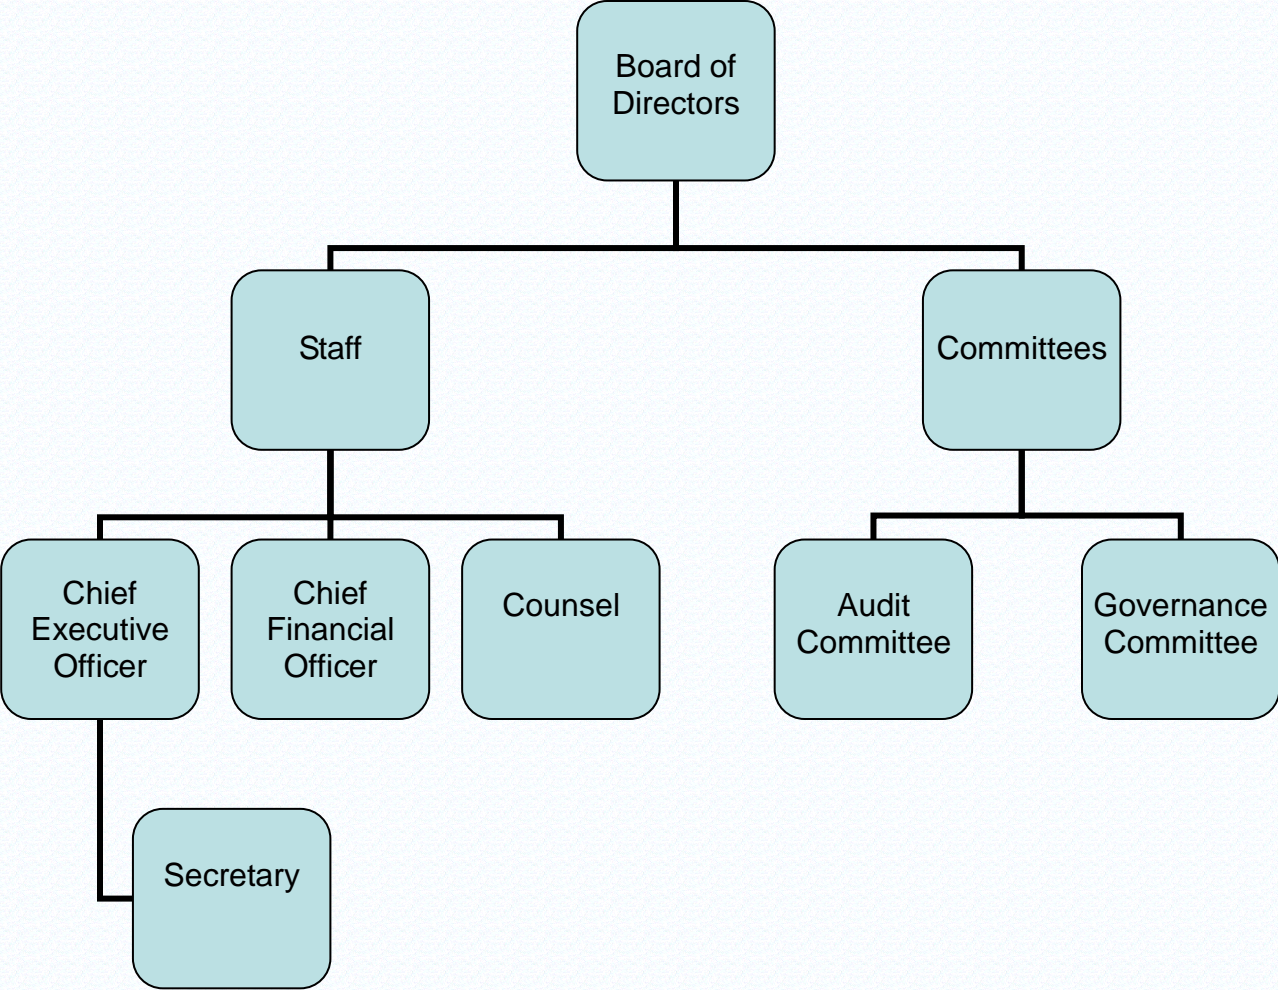 Board of
Directors
Staff
Committees
Chief
Executive
Officer
Chief
Financial
Officer
Counsel
Audit
Committee
Governance
Committee
Secretary